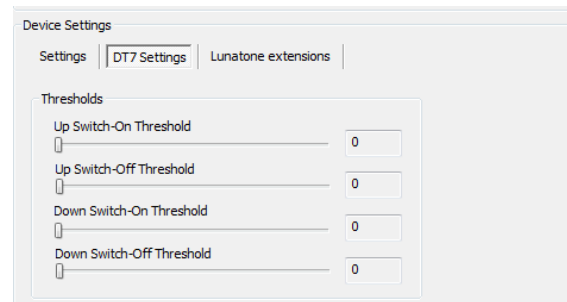 Device Settings
Settings DT7 Settings Lunatone extensions
Thresholds
Up Switch-On Threshold
0
Up Switch-Off Threshold
0
Down Switch-On Threshold
0
Down Switch-Off Threshold
0